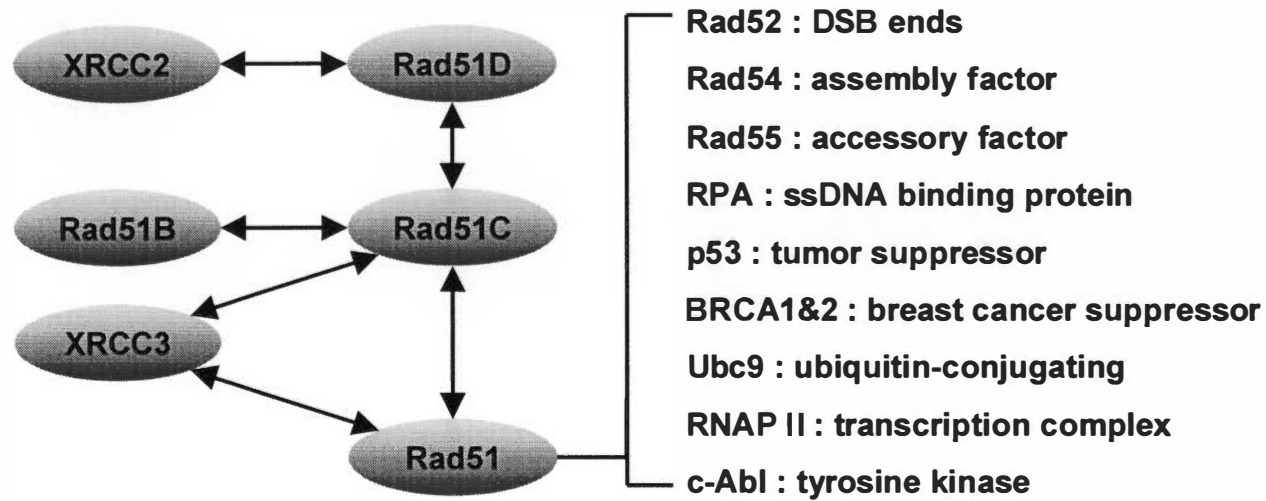 XRCC2
Rad51D
Rad51B
Rad51C
XRCC3
Rad51
Rad52 : DSB ends
Rad54 : assembly factor
Rad55 : accessory factor
RPA : ssDNA binding protein
p53 : tumor suppressor
BRCA1&2 : breast cancer suppressor
Ubc9 : ubiquitin-conjugating
RNAP II : transcription complex
c-Abl : tyrosine kinase